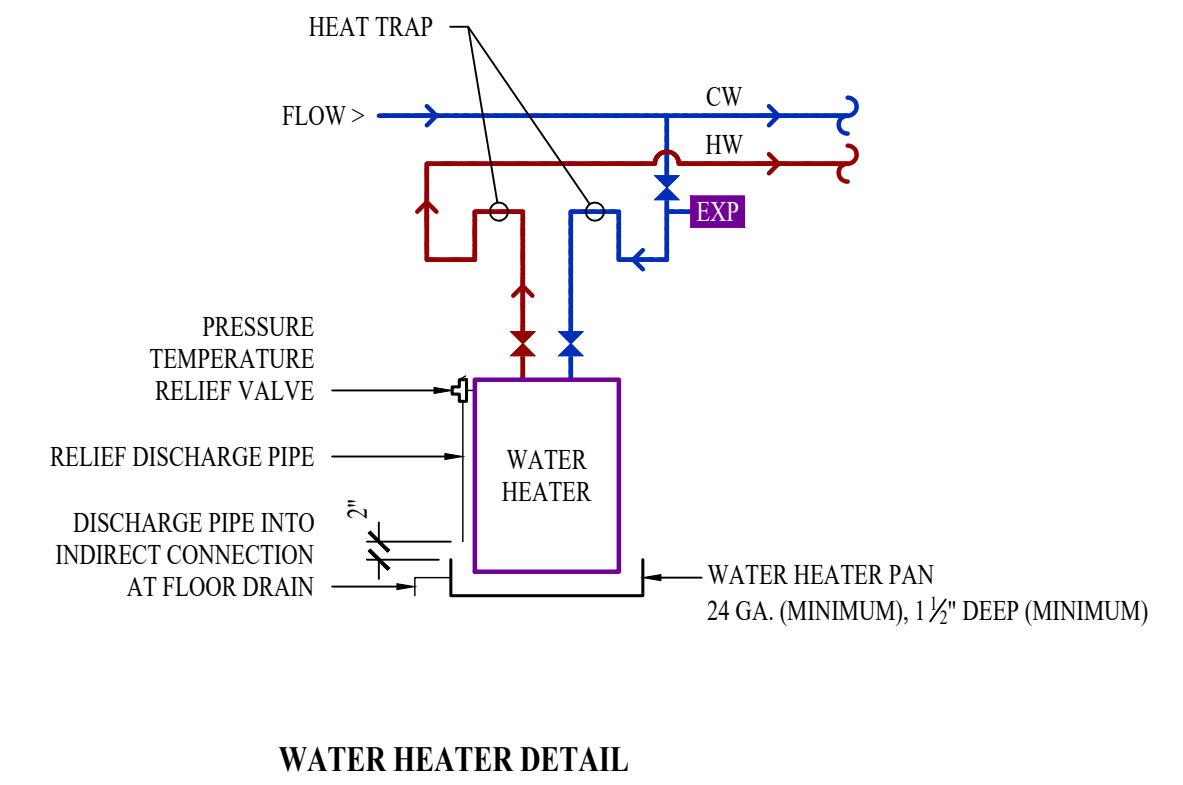 HEAT TRAP
FLOW >
CW
HW
EXP
PRESSURE
TEMPERATURE
RELIEF VALVE
RELIEF DISCHARGE PIPE
WATER
HEATER
2"
DISCHARGE PIPE INTO
INDIRECT CONNECTION
AT FLOOR DRAIN
WATER HEATER PAN
24 GA. (MINIMUM), 1 1/2" DEEP (MINIMUM)
WATER HEATER DETAIL